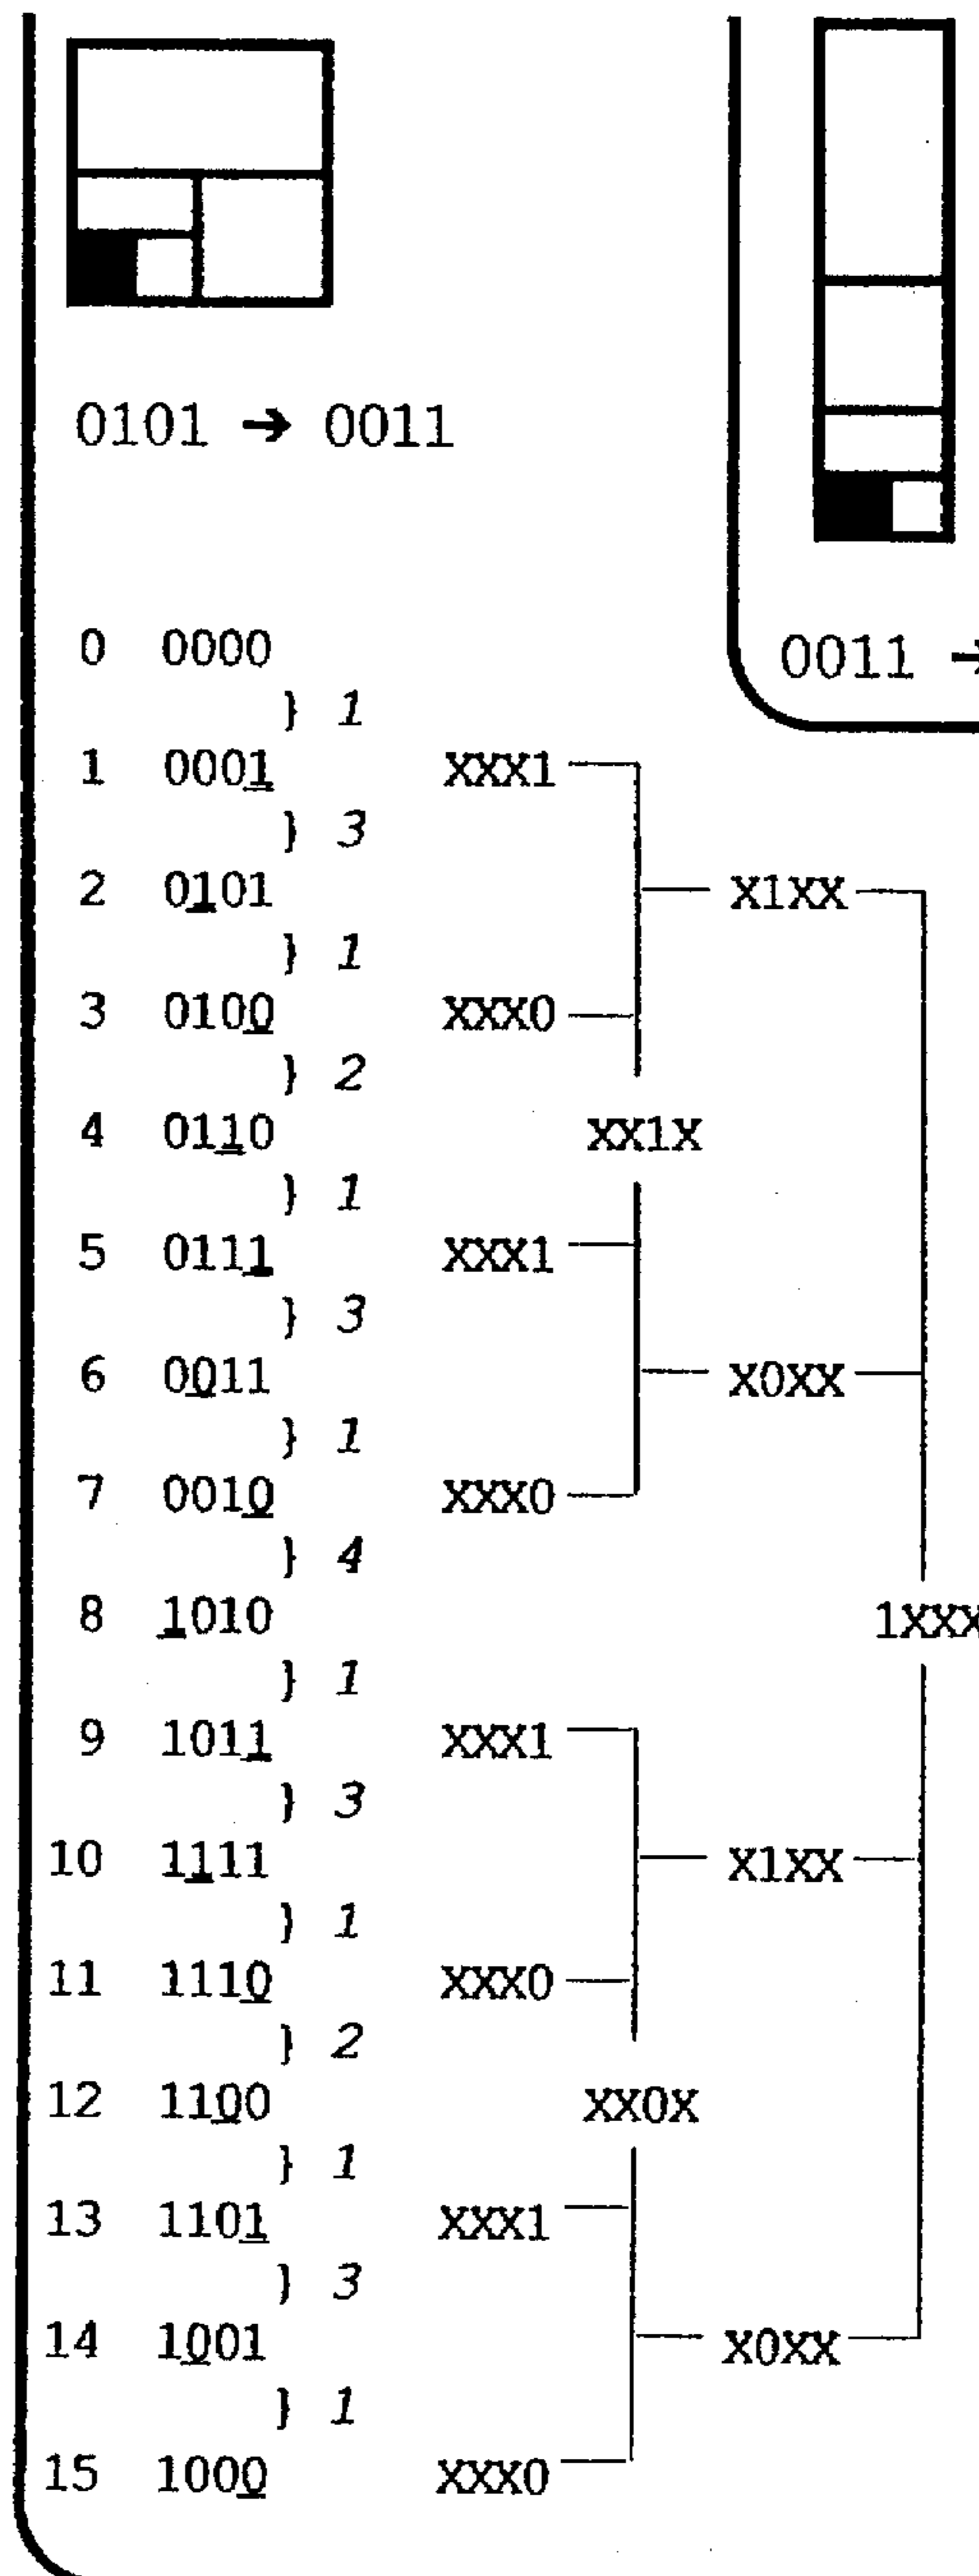 0101 → 0011
0011 →
0 0000
} 1
1 0001 XXX1
} 3
2 0101 X1XX
} 1
3 0100 XXX0
} 2
4 0110 XX1X
} 1
5 0111 XXX1
} 3
6 0011 X0XX
} 1
7 0010 XXX0
} 4
8 1010 1XXX
} 1
9 1011 XXX1
} 3
10 1111 X1XX
} 1
11 1110 XXX0
} 2
12 1100 XX0X
} 1
13 1101 XXX1
} 3
14 1001 X0XX
} 1
15 1000 XXX0